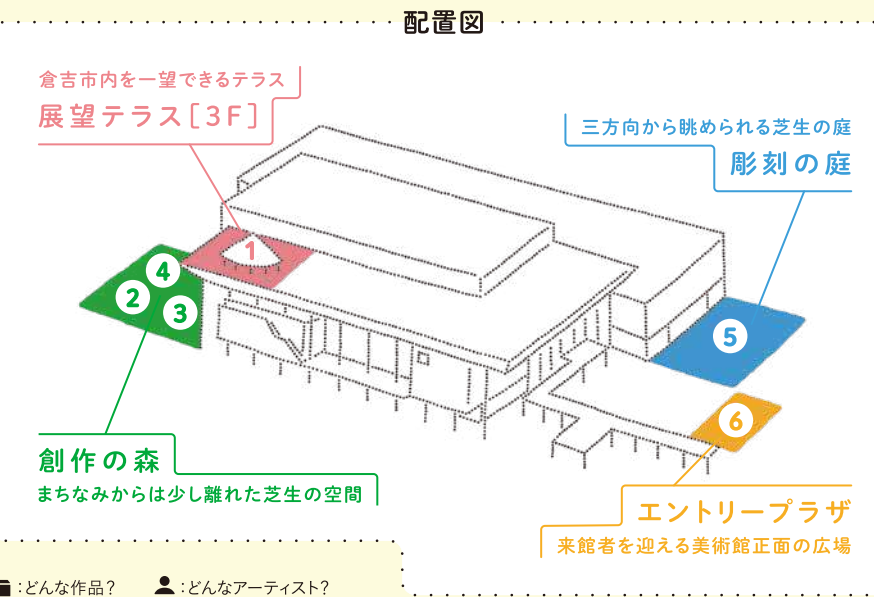 配置図
倉吉市内を一望できるテラス
展望テラス［3F］
三方向から眺められる芝生の庭
彫刻の庭
1
4
2
3
5
6
創作の森
まちなみからは少し離れた芝生の空間
エントリープラザ
来館者を迎える美術館正面の広場
：どんな作品？
：どんなアーティスト？